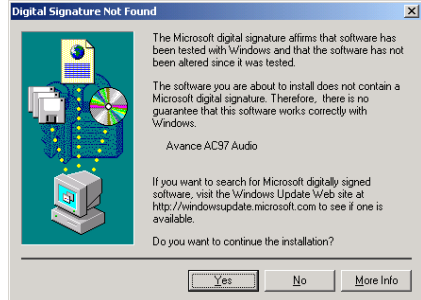 Digital Signature Not Found
The Microsoft digital signature affirms that software has
been tested with Windows and that the software has not
been altered since it was tested.
The software you are about to install does not contain a
Microsoft digital signature. Therefore, there is no
guarantee that this software works correctly with
Windows.
Avance AC97 Audio
If you want to search for Microsoft digitally signed
software, visit the Windows Update Web site at
http://windowsupdate.microsoft.com to see if one is
available.
Do you want to continue the installation?
Yes No More Info